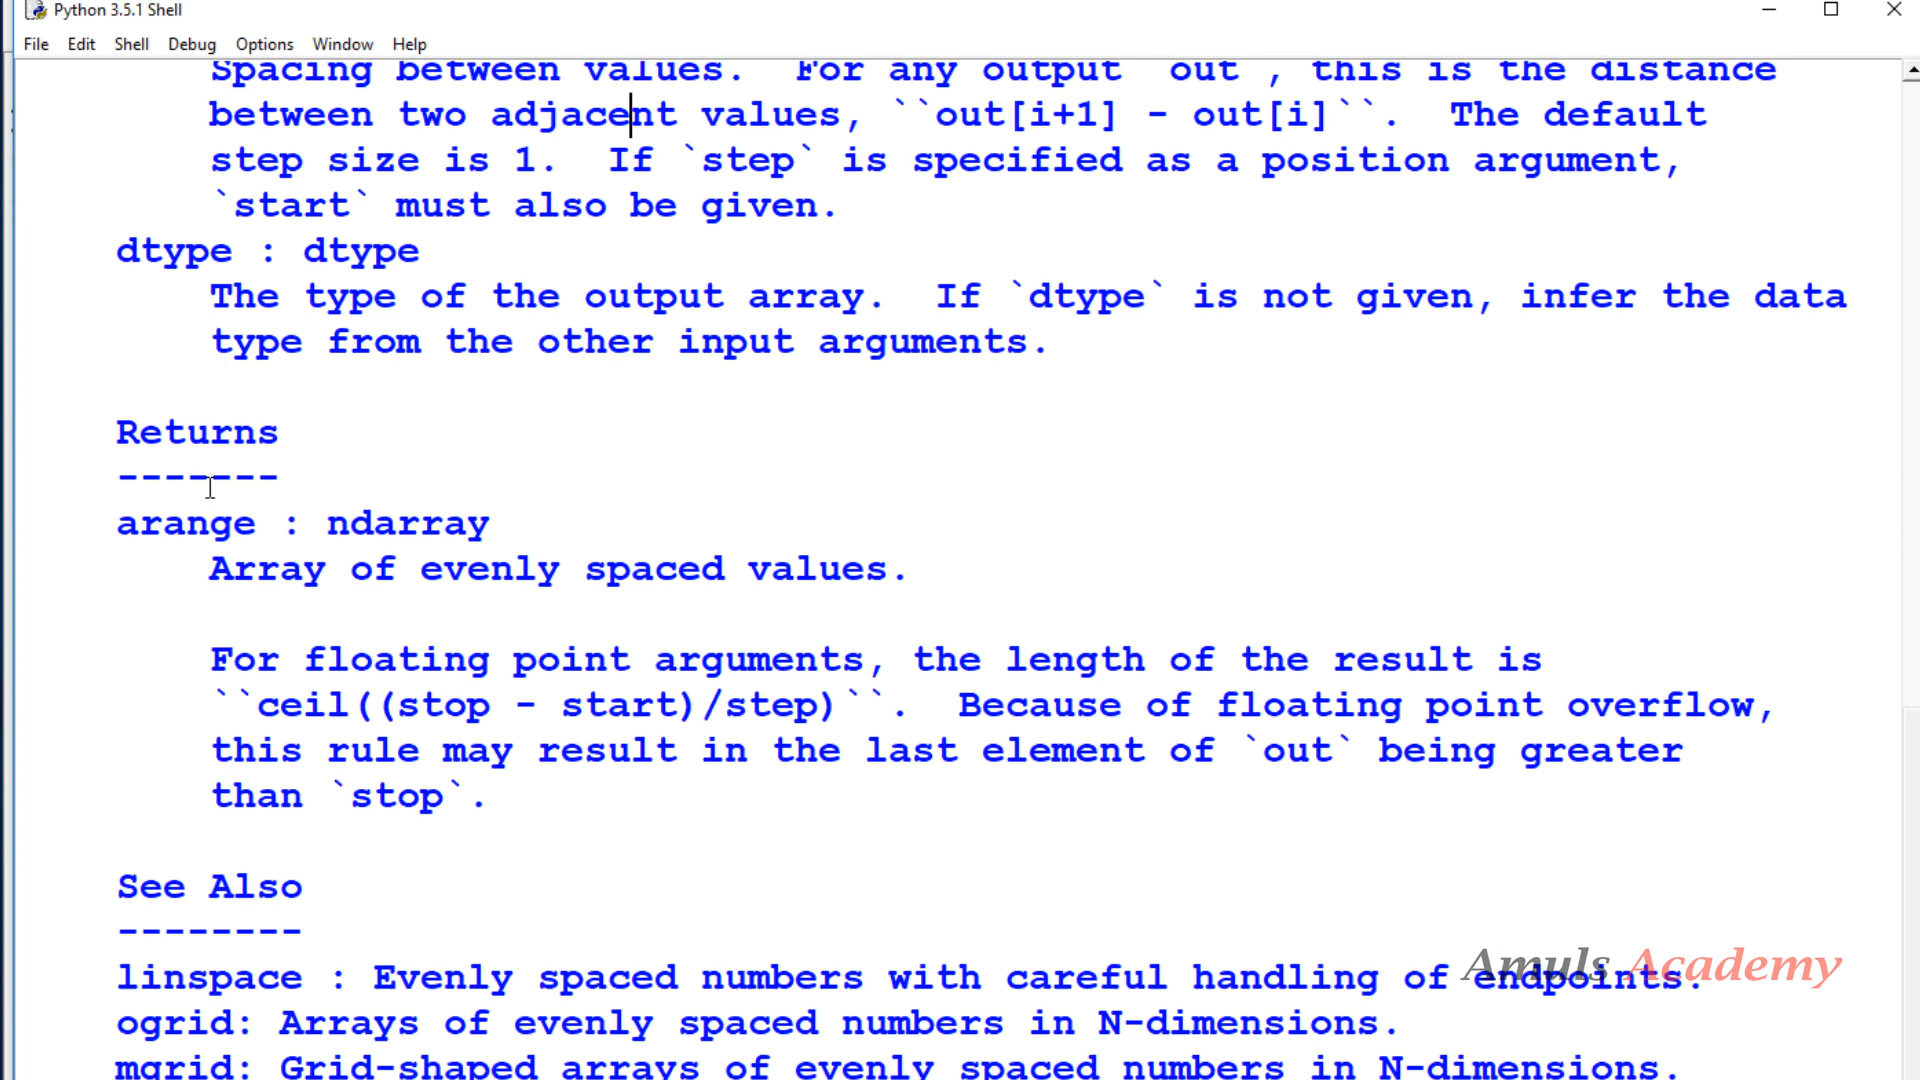 Python 3.5.1 Shell
File Edit Shell Debug Options Window Help
Spacing between values. For any output `out`, this is the distance
between two adjacent values, ``out[i+1] - out[i]``. The default
step size is 1. If `step` is specified as a position argument,
`start` must also be given.
dtype : dtype
The type of the output array. If `dtype` is not given, infer the data
type from the other input arguments.
Returns
-------
arange : ndarray
Array of evenly spaced values.
For floating point arguments, the length of the result is
``ceil((stop - start)/step)``. Because of floating point overflow,
this rule may result in the last element of `out` being greater
than `stop`.
See Also
--------
linspace : Evenly spaced numbers with careful handling of endpoints.
Amuls Academy
ogrid: Arrays of evenly spaced numbers in N-dimensions.
mgrid: Grid-shaped arrays of evenly spaced numbers in N-dimensions.